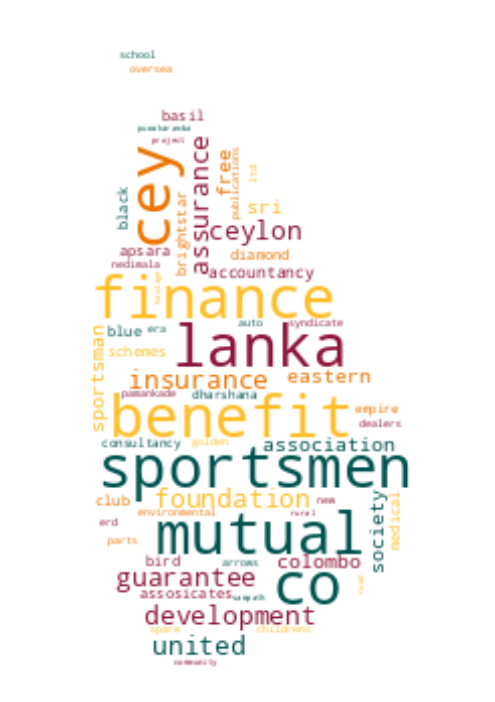 school
oversea
basil
project
cey
assurance
free
publications
ltd
black
brightstar
sri
ceylon
apsara
diamond
nedimala
accountancy
finance
sportsman
blue
era
auto
syndicate
lanka
schemes
insurance
eastern
pamankade
dharshana
benefit
empire
dealers
consultancy
golden
association
sportsmen
club
foundation
new
environmental
rural
society
medical
erd
mutual
parts
bird
arrows
colombo
guarantee
co
road
assosicates
sampath
development
spare
childrens
united
community